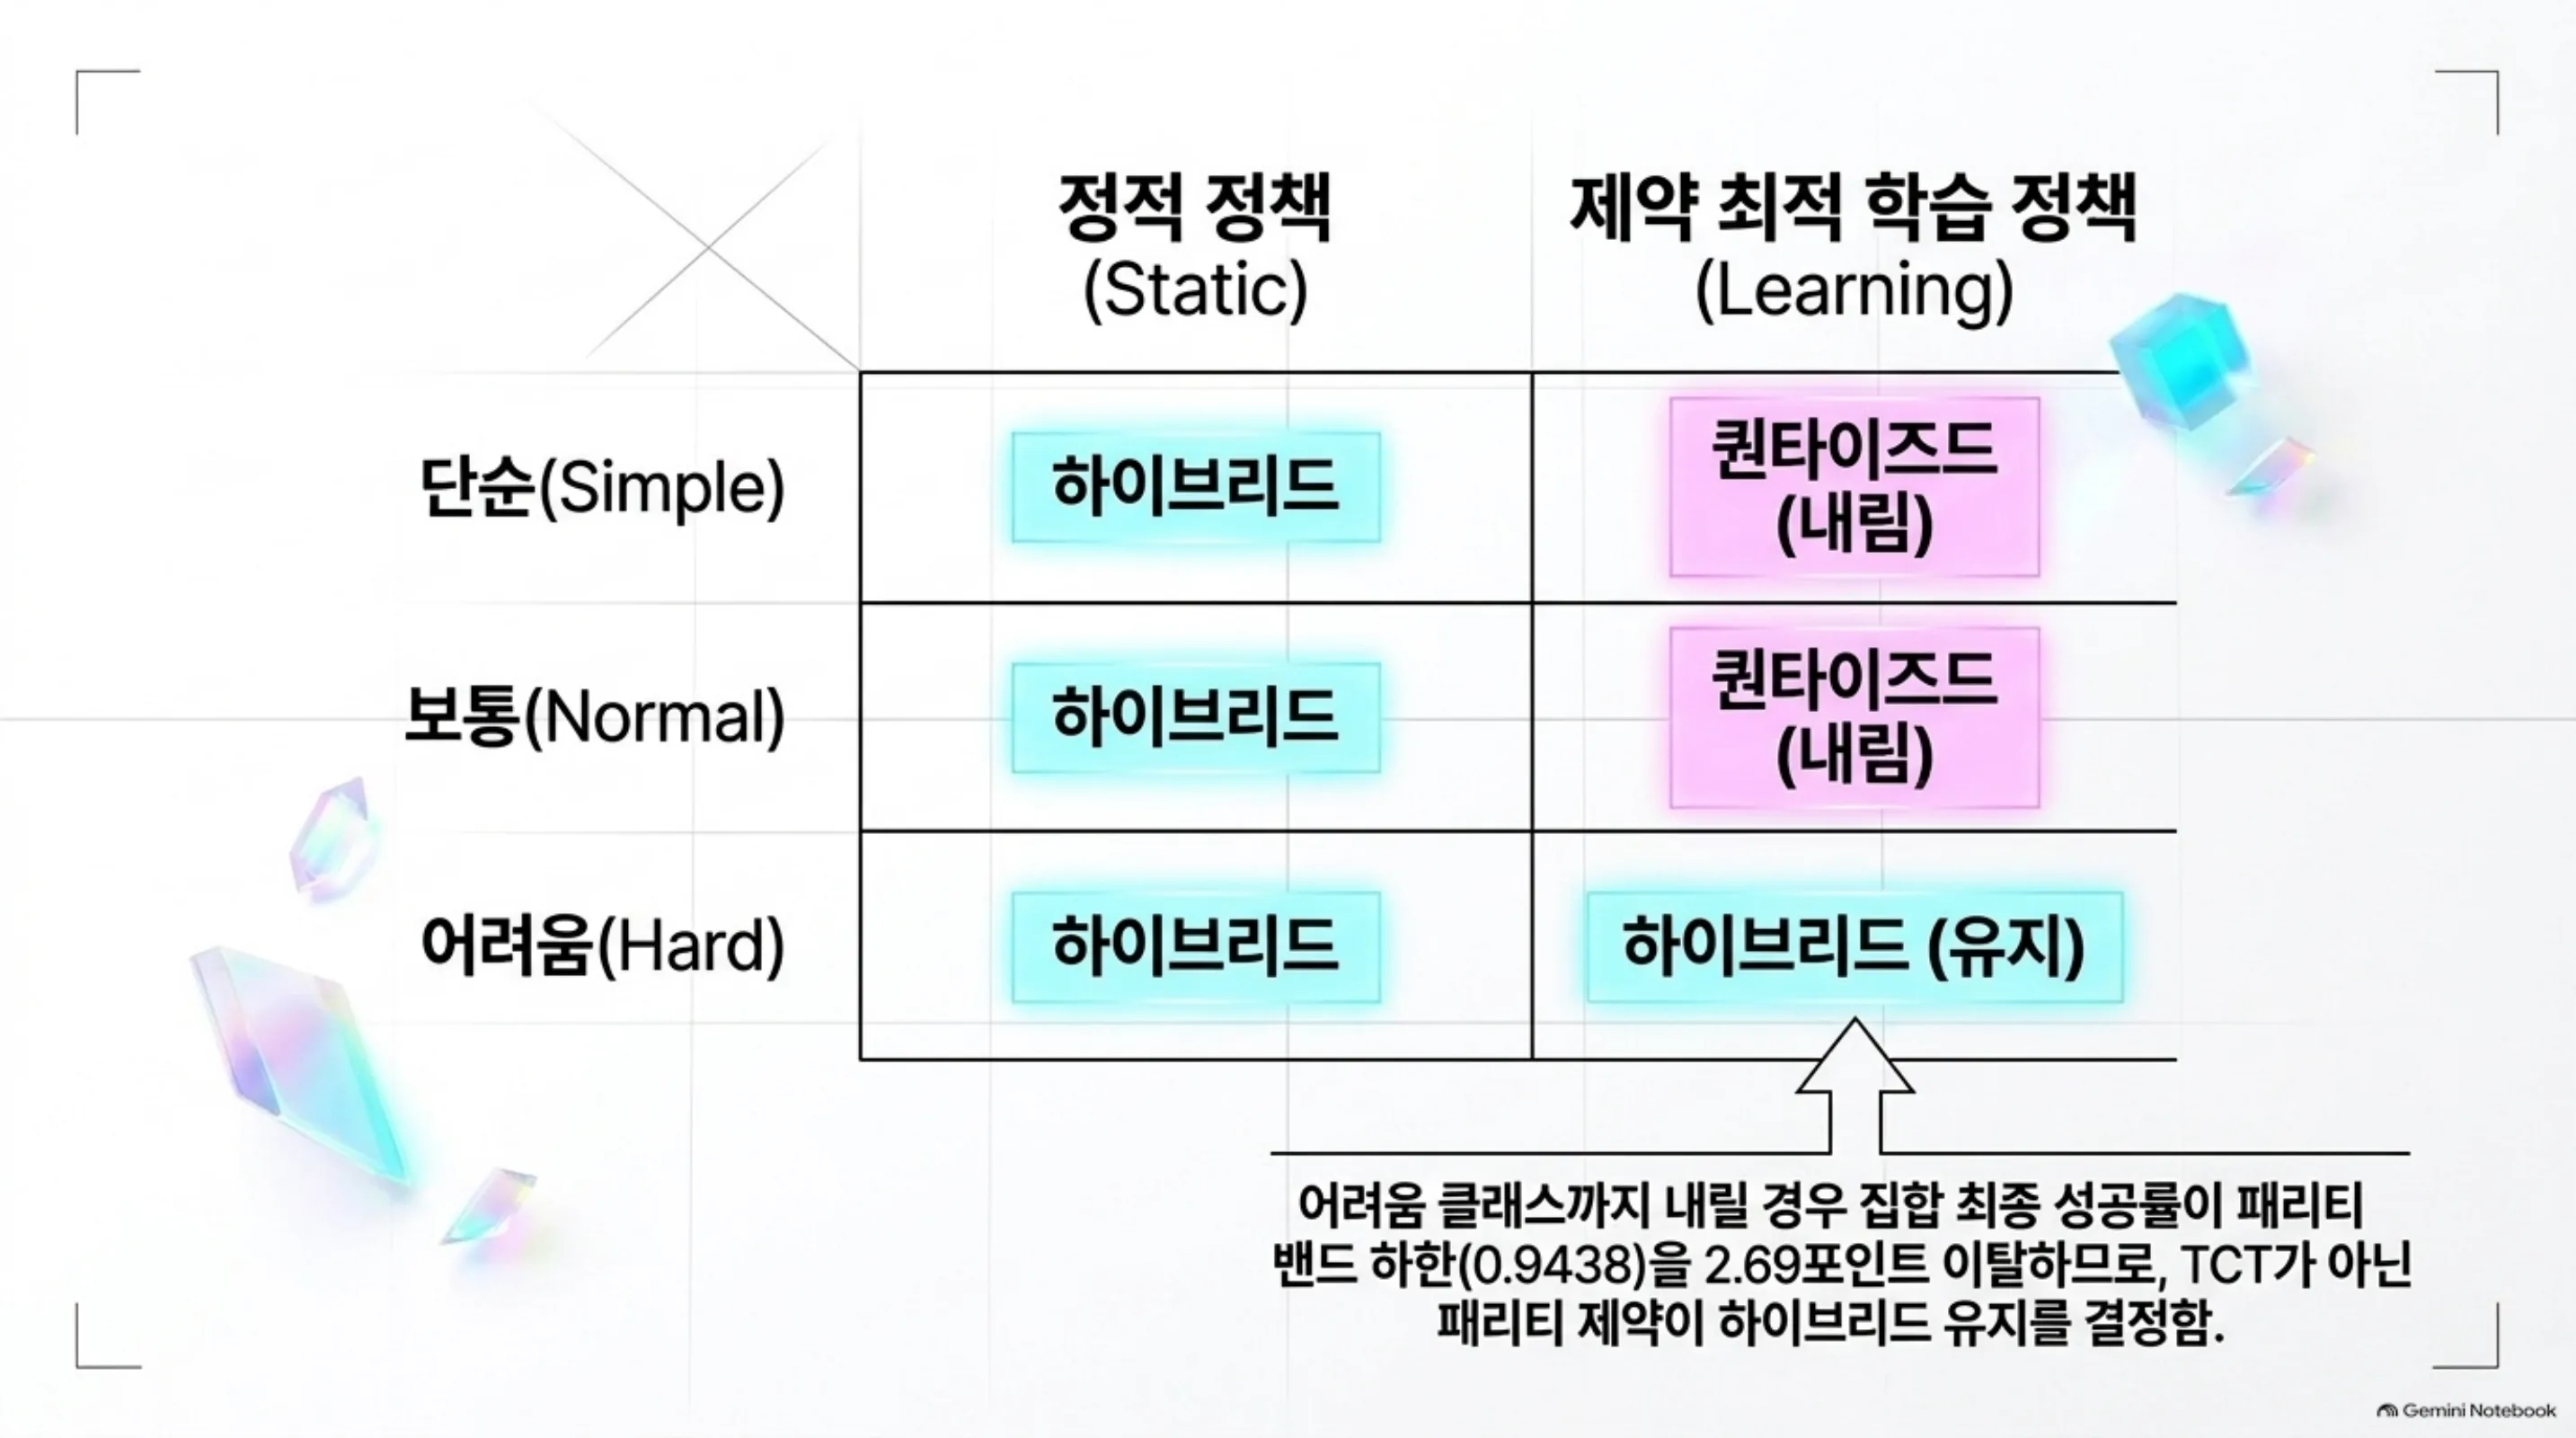 정적 정책
(Static)
제약 최적 학습 정책
(Learning)
단순(Simple)
하이브리드
퀀타이즈드
(내림)
보통(Normal)
하이브리드
퀀타이즈드
(내림)
어려움(Hard)
하이브리드
하이브리드 (유지)
어려움 클래스까지 내릴 경우 집합 최종 성공률이 패리티
밴드 하한(0.9438)을 2.69포인트 이탈하므로, TCT가 아닌
패리티 제약이 하이브리드 유지를 결정함.
Gemini Notebook